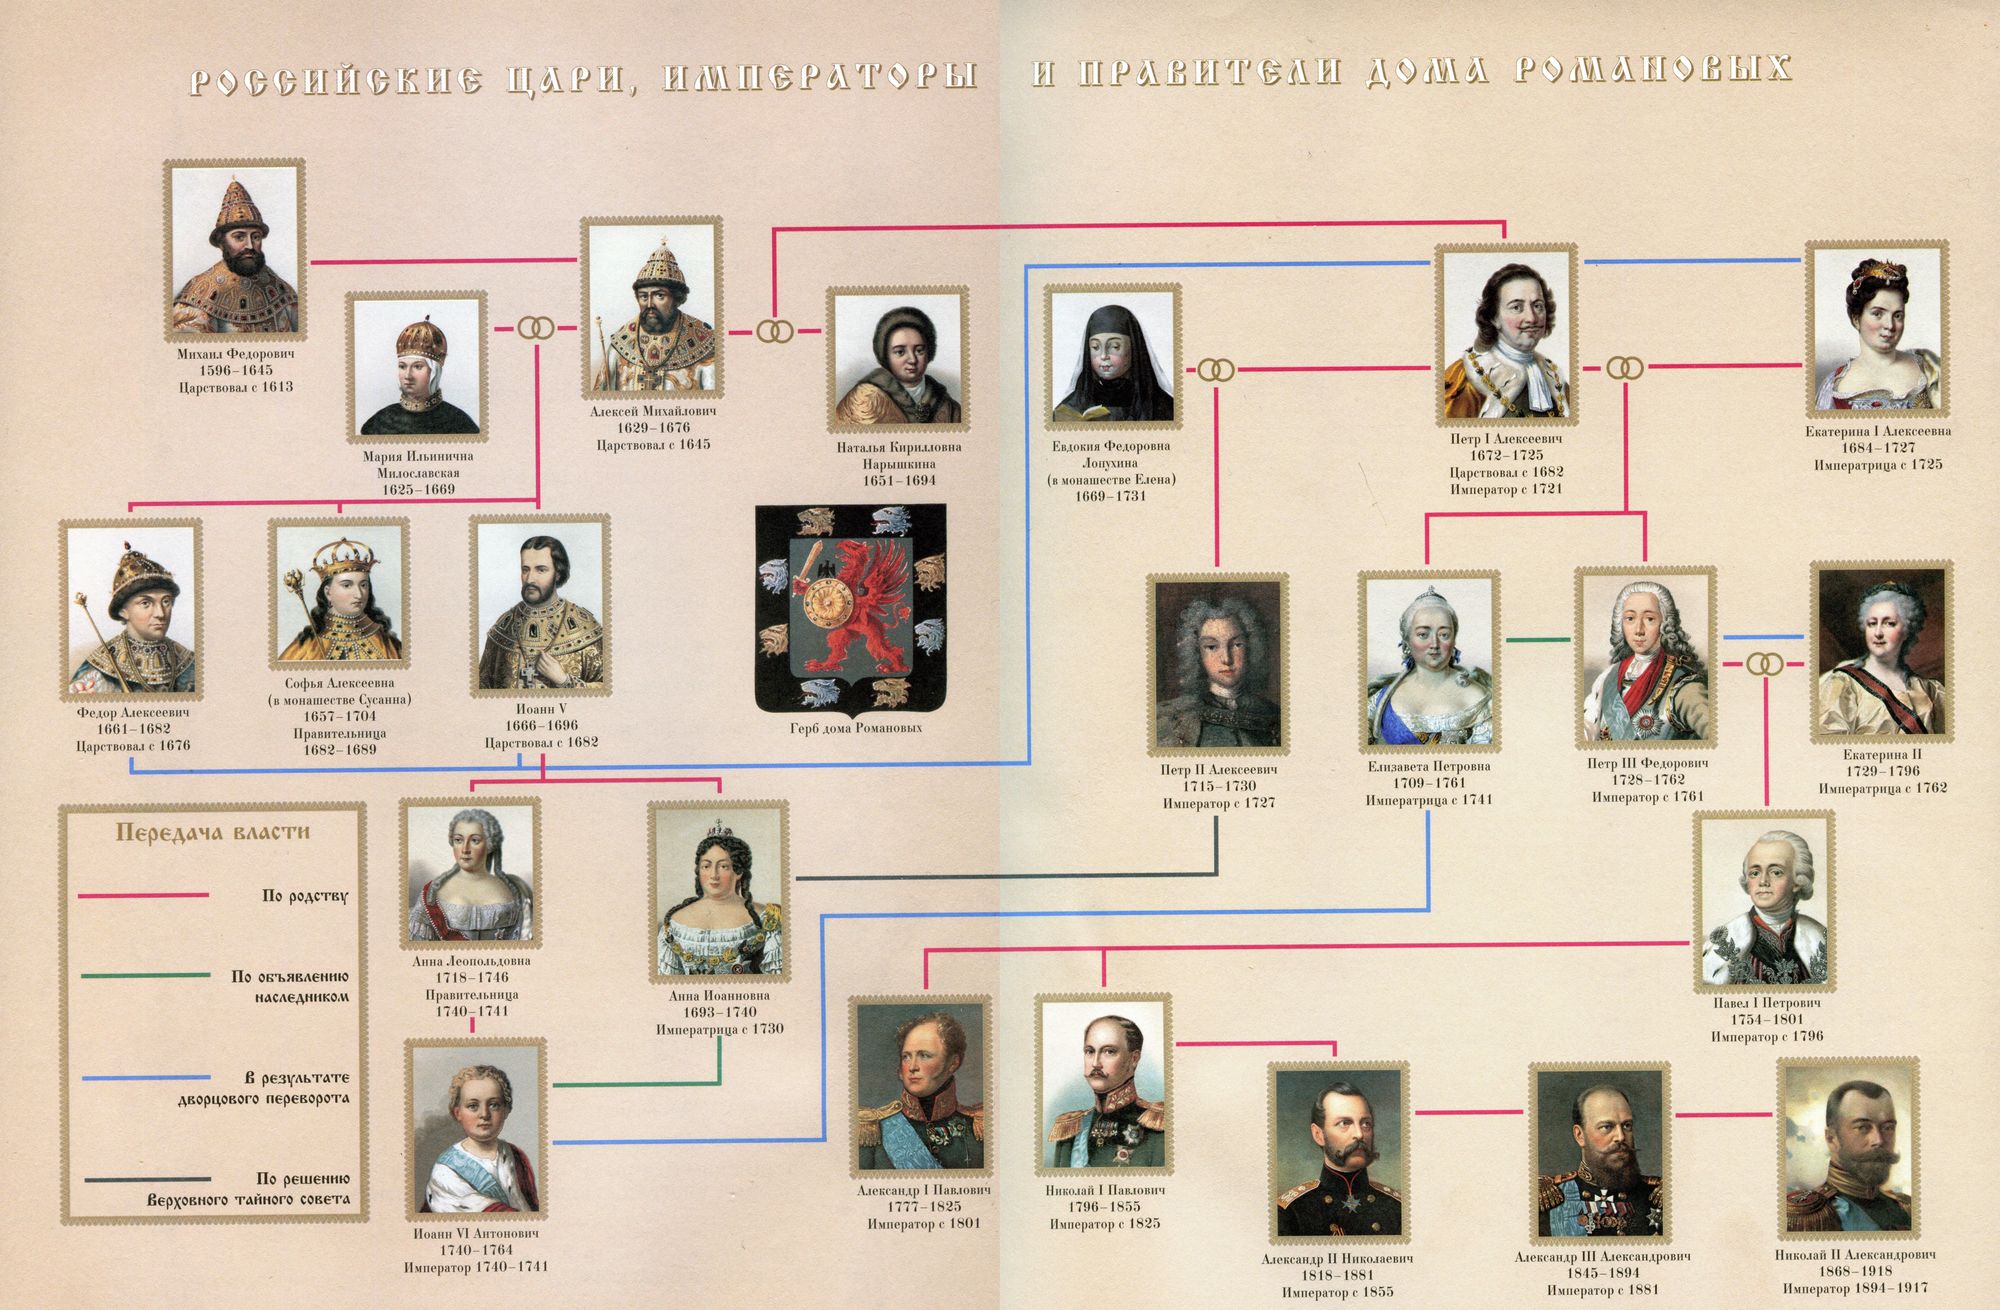 РОССИЙСКИЕ ЦАРИ, ИМПЕРАТОРЫ И ПРАВИТЕЛИ ДОМА РОМАНОВЫХ
Михаил Федорович
1596–1645
Царствовал с 1613
Мария Ильинична
Милославская
1625–1669
Алексей Михайлович
1629–1676
Царствовал с 1645
Наталья Кирилловна
Нарышкина
1651–1694
Евдокия Федоровна
Лопухина
(в монашестве Елена)
1669–1731
Петр I Алексеевич
1672–1725
Царствовал с 1682
Император с 1721
Екатерина I Алексеевна
1684–1727
Императрица с 1725
Федор Алексеевич
1661–1682
Царствовал с 1676
Софья Алексеевна
(в монашестве Сусанна)
1657–1704
Правительница
1682–1689
Иоанн V
1666–1696
Царствовал с 1682
Герб дома Романовых
Петр II Алексеевич
1715–1730
Император с 1727
Елизавета Петровна
1709–1761
Императрица с 1741
Петр III Федорович
1728–1762
Император с 1761
Екатерина II
1729–1796
Императрица с 1762
Передача власти
По родству
По объявлению
наследником
В результате
дворцового переворота
По решению
Верховного тайного совета
Анна Леопольдовна
1718–1746
Правительница
1740–1741
Анна Иоанновна
1693–1740
Императрица с 1730
Павел I Петрович
1754–1801
Император с 1796
Иоанн VI Антонович
1740–1764
Император 1740–1741
Александр I Павлович
1777–1825
Император с 1801
Николай I Павлович
1796–1855
Император с 1825
Александр II Николаевич
1818–1881
Император с 1855
Александр III Александрович
1845–1894
Император с 1881
Николай II Александрович
1868–1918
Император 1894–1917